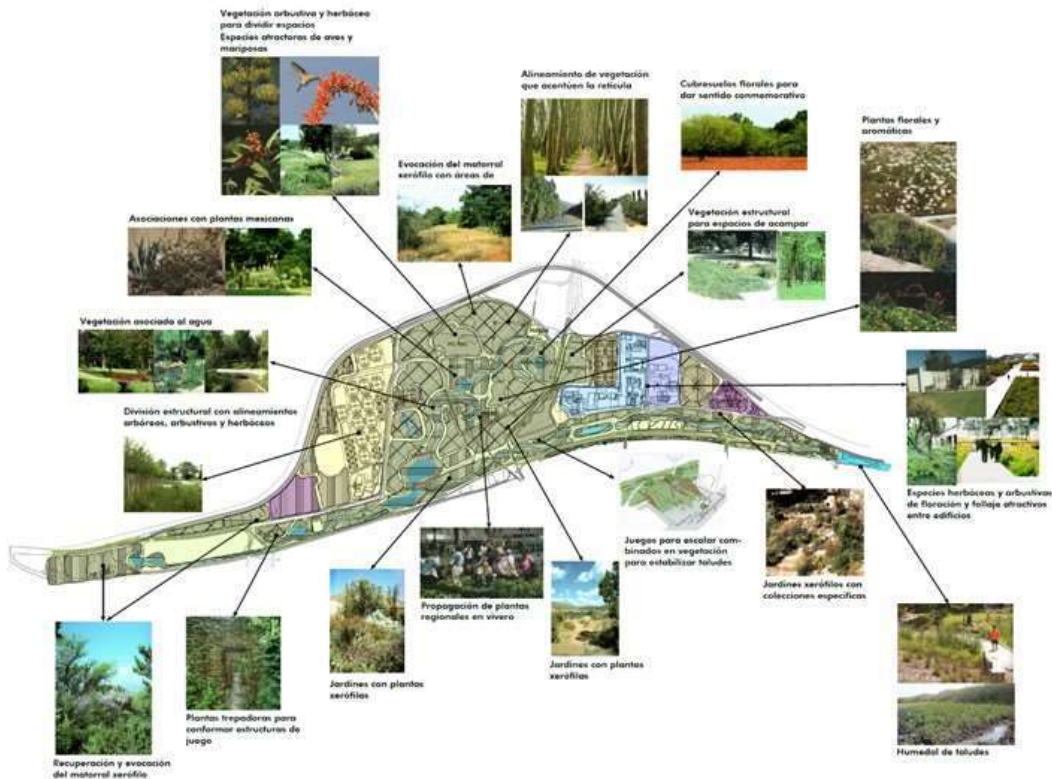 Vegetación arbustiva y herbácea
para dividir espacios
Especies atractoras de aves y
mariposas
Alineamiento de vegetación
que acentúen la retícula
Cubresuelos florales para
dar sentido conmemorativo
Plantas florales y
aromáticas
Evocación del matorral
xerófilo con áreas de
Asociaciones con plantas mexicanas
Vegetación estructural
para espacios de acampar
Vegetación asociada al agua
División estructural con alineamientos
arbóreos, arbustivos y herbáceos
Especies herbáceas y arbustivas
de floración y follaje atractivos
entre edificios
Juegos para escalar com-
binados en vegetación
para estabilizar taludes
Jardines xerófilos con
colecciones específicas
Propagación de plantas
regionales en vivero
Jardines con plantas
xerófilas
Jardines con plantas
xerófilas
Plantas trepadoras para
conformar estructuras de
juego
Recuperación y evocación
del matorral xerófilo
Humedal de taludes